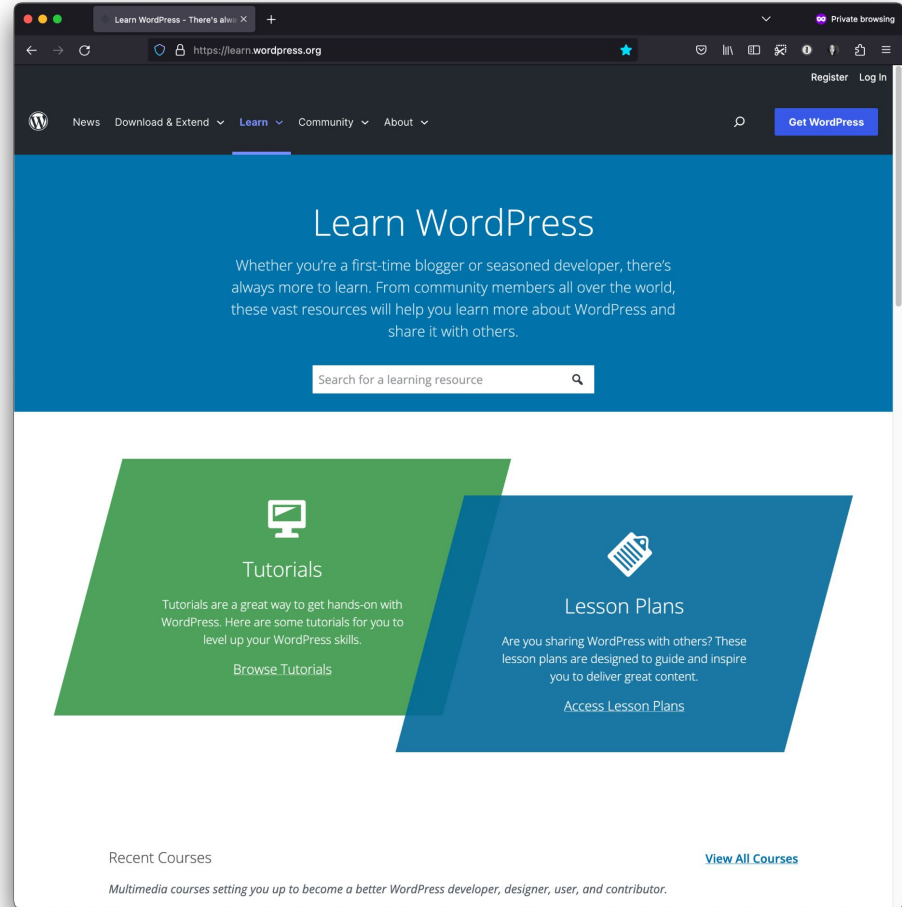 Learn WordPress – There's alwa
Private browsing
https://learn.wordpress.org
Register Log In
News Download & Extend Learn Community About
Get WordPress
Learn WordPress
Whether you're a first-time blogger or seasoned developer, there's
always more to learn. From community members all over the world,
these vast resources will help you learn more about WordPress and
share it with others.
Search for a learning resource
Tutorials
Tutorials are a great way to get hands-on with
WordPress. Here are some tutorials for you to
level up your WordPress skills.
Browse Tutorials
Lesson Plans
Are you sharing WordPress with others? These
lesson plans are designed to guide and inspire
you to deliver great content.
Access Lesson Plans
Recent Courses
View All Courses
Multimedia courses setting you up to become a better WordPress developer, designer, user, and contributor.